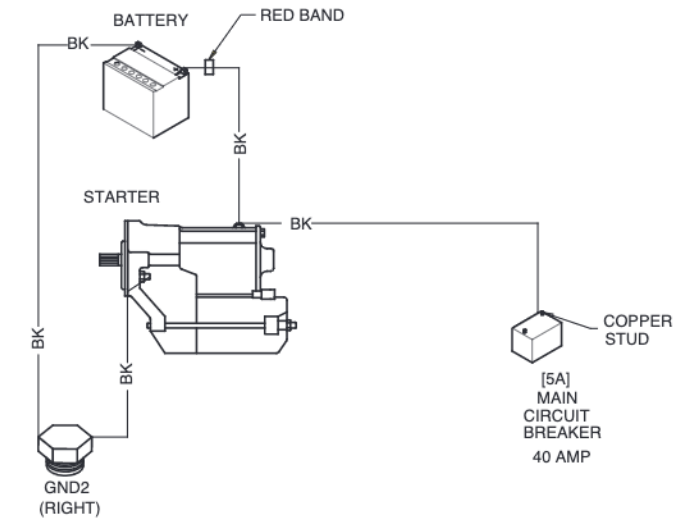 BATTERY
RED BAND
BK
BK
STARTER
BK
BK
BK
COPPER
STUD
[5A]
MAIN
CIRCUIT
BREAKER
40 AMP
GND2
(RIGHT)